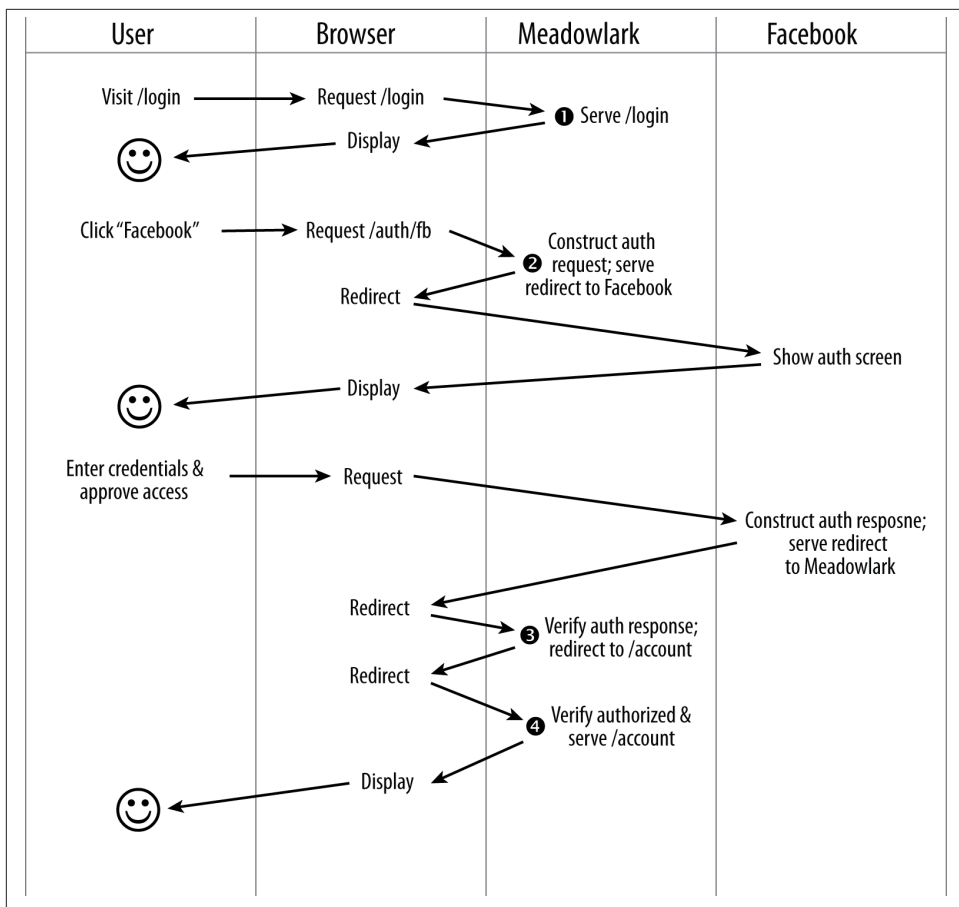 User Browser Meadowlark Facebook
Visit /login
Request /login
❶ Serve /login
Display
Click “Facebook”
Request /auth/fb
❷ Construct auth
request; serve
redirect to Facebook
Redirect
Show auth screen
Display
Enter credentials &
approve access
Request
Construct auth resposne;
serve redirect
to Meadowlark
Redirect
❸ Verify auth response;
redirect to /account
Redirect
❹ Verify authorized &
serve /account
Display